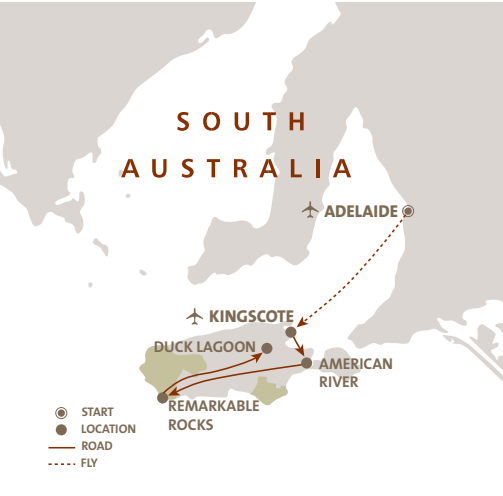 SOUTH
AUSTRALIA
ADELAIDE
KINGSCOTE
DUCK LAGOON
AMERICAN
RIVER
REMARKABLE
ROCKS
START
LOCATION
ROAD
FLY